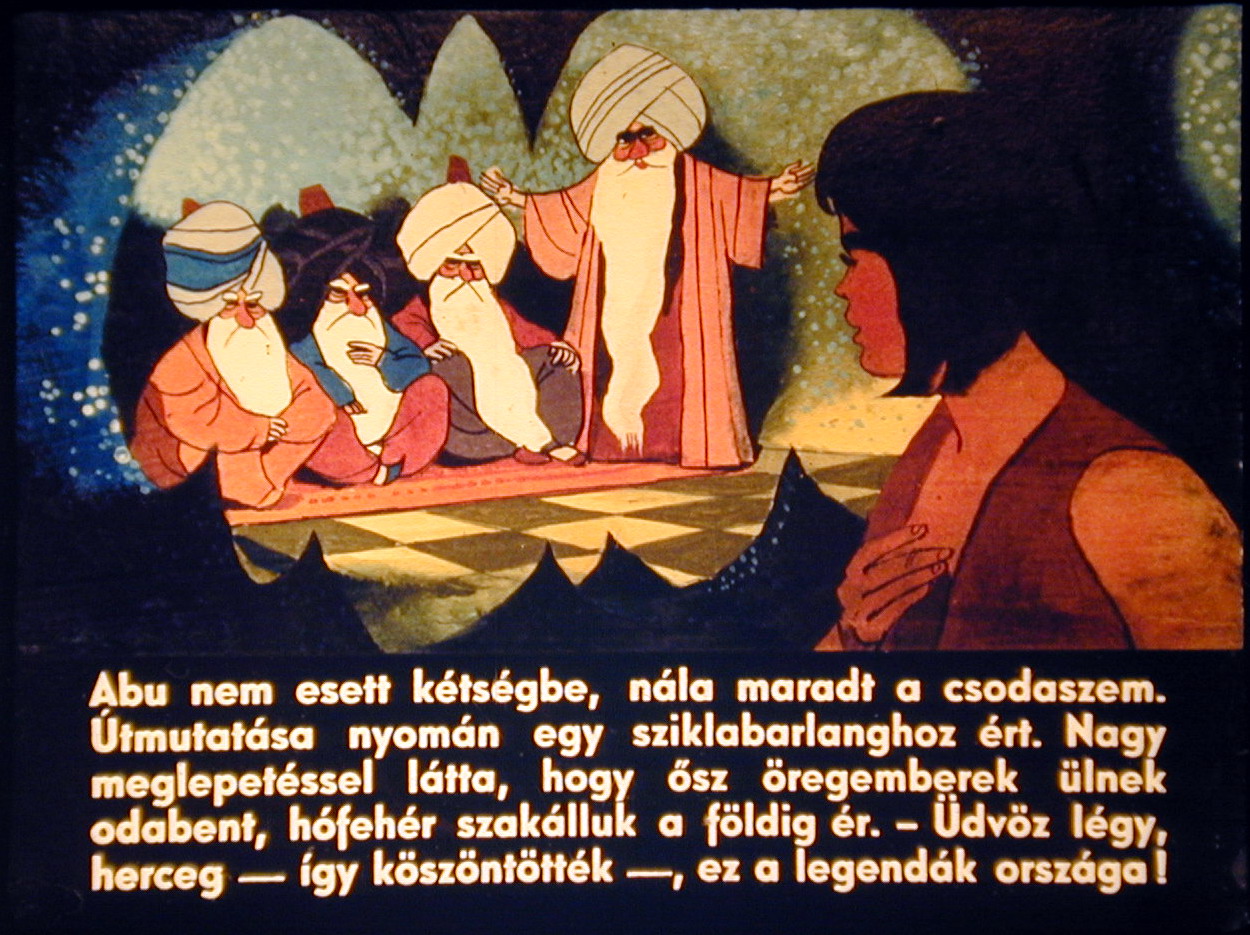 Abu nem esett kétségbe, nála maradt a csodaszem.
Útmutatása nyomán egy sziklabarlanghoz ért. Nagy
meglepetéssel látta, hogy ősz öregemberek ülnek
odabent, hófehér szakálluk a földig ér. – Üdvöz légy,
herceg — így köszöntötték —, ez a legendák országa!